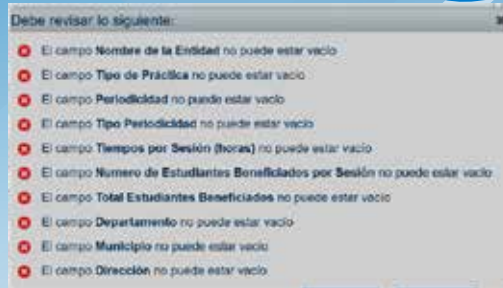 Debe revisar lo siguiente:
El campo Nombre de la Entidad no puede estar vacío
El campo Tipo de Práctica no puede estar vacío
El campo Periodicidad no puede estar vacío
El campo Tipo Periodicidad no puede estar vacío
El campo Tiempos por Sesión (horas) no puede estar vacío
El campo Numero de Estudiantes Beneficiados por Sesión no puede estar vacío
El campo Total Estudiantes Beneficiados no puede estar vacío
El campo Departamento no puede estar vacío
El campo Municipio no puede estar vacío
El campo Dirección no puede estar vacío